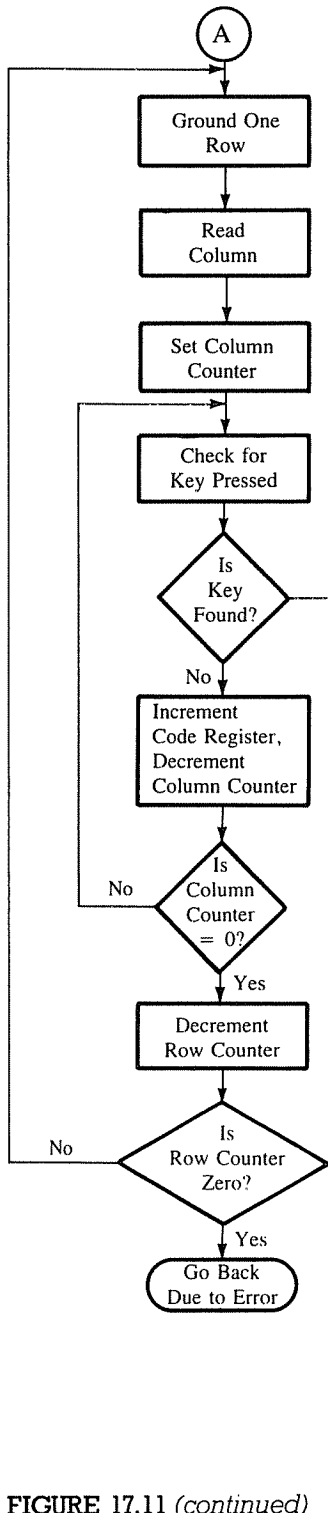 A
Ground One
Row
Read
Column
Set Column
Counter
Check for
Key Pressed
Is
Key
Found?
No
Increment
Code Register,
Decrement
Column Counter
Is
Column
Counter
= 0?
No
Yes
Decrement
Row Counter
Is
Row Counter
Zero?
No
Yes
Go Back
Due to Error
FIGURE 17.11 (continued)